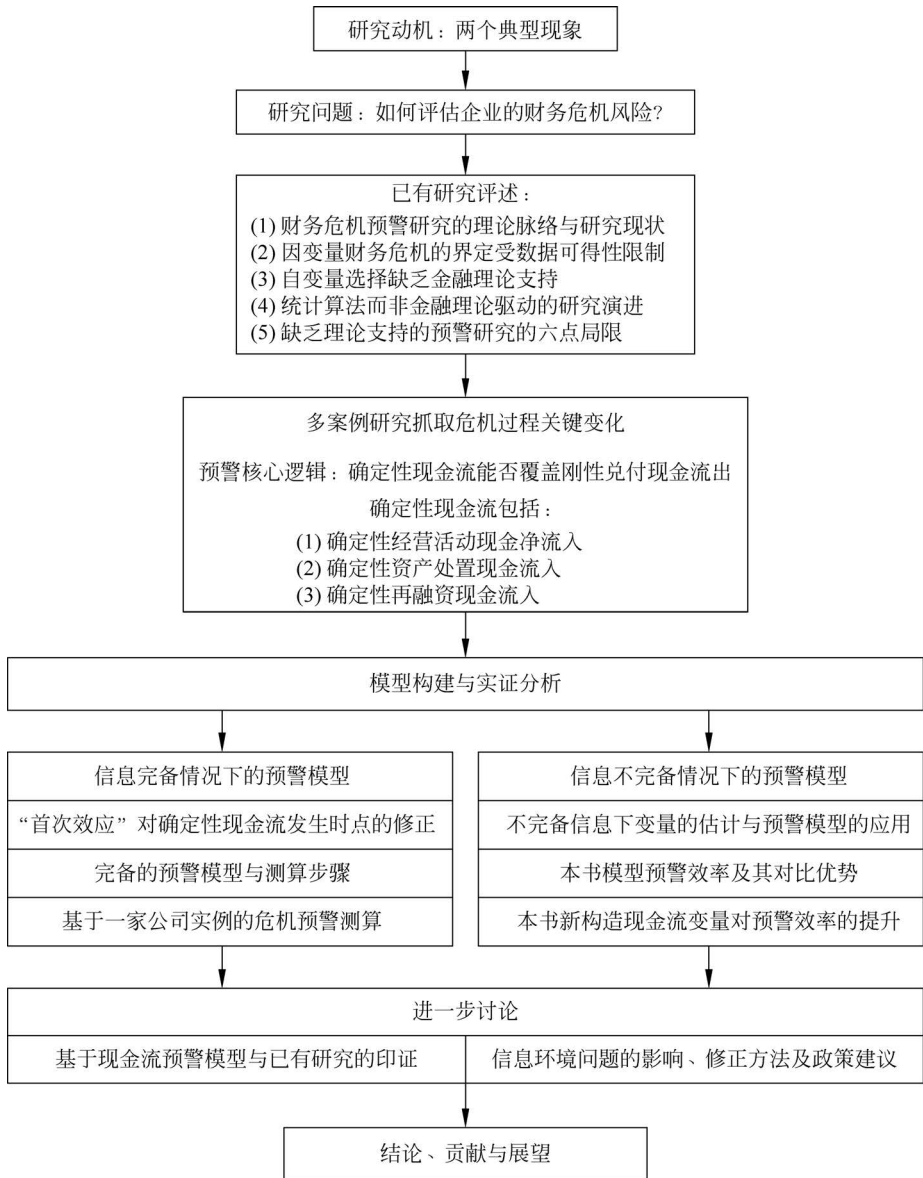 研究动机：两个典型现象
研究问题：如何评估企业的财务危机风险?
已有研究评述：
(1) 财务危机预警研究的理论脉络与研究现状
(2) 因变量财务危机的界定受数据可得性限制
(3) 自变量选择缺乏金融理论支持
(4) 统计算法而非金融理论驱动的研究演进
(5) 缺乏理论支持的预警研究的六点局限
多案例研究抓取危机过程关键变化
预警核心逻辑：确定性现金流能否覆盖刚性兑付现金流出
确定性现金流包括：
(1) 确定性经营活动现金净流入
(2) 确定性资产处置现金流入
(3) 确定性再融资现金流入
模型构建与实证分析
信息完备情况下的预警模型
“首次效应”对确定性现金流发生时点的修正
完备的预警模型与测算步骤
基于一家公司实例的危机预警测算
信息不完备情况下的预警模型
不完备信息下变量的估计与预警模型的应用
本书模型预警效率及其对比优势
本书新构造现金流变量对预警效率的提升
进一步讨论
基于现金流预警模型与已有研究的印证
信息环境问题的影响、修正方法及政策建议
结论、贡献与展望